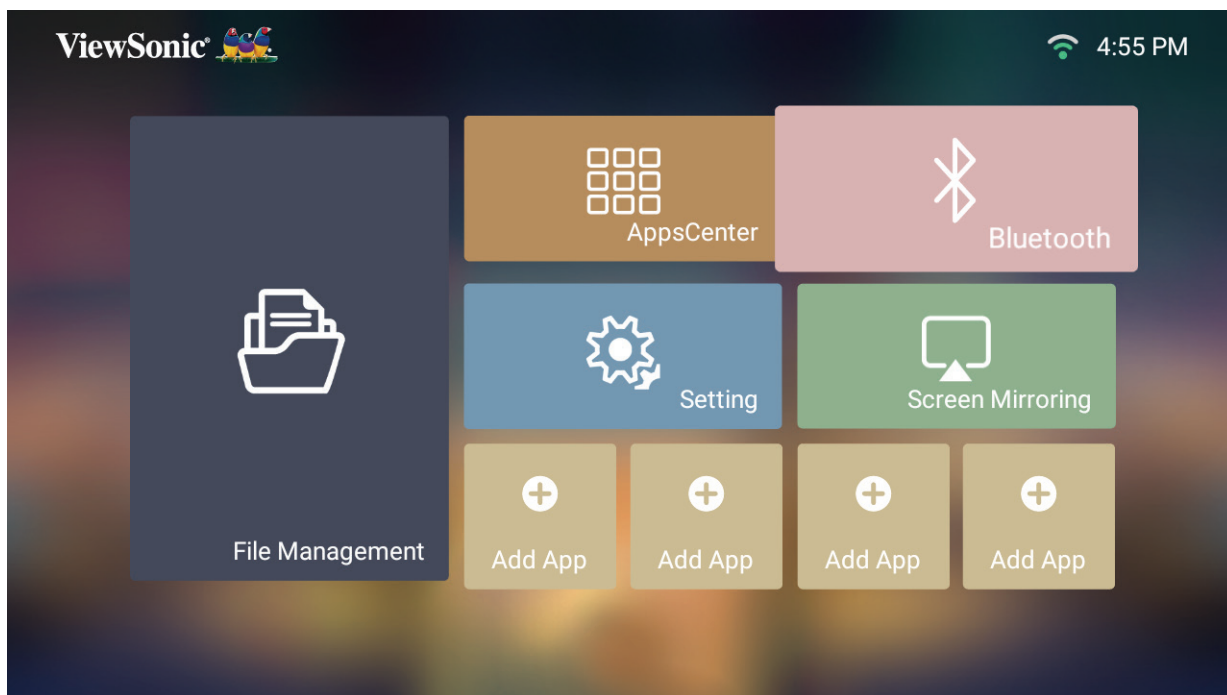 ViewSonic®
4:55 PM
AppsCenter
Bluetooth
Setting
Screen Mirroring
File Management
Add App
Add App
Add App
Add App